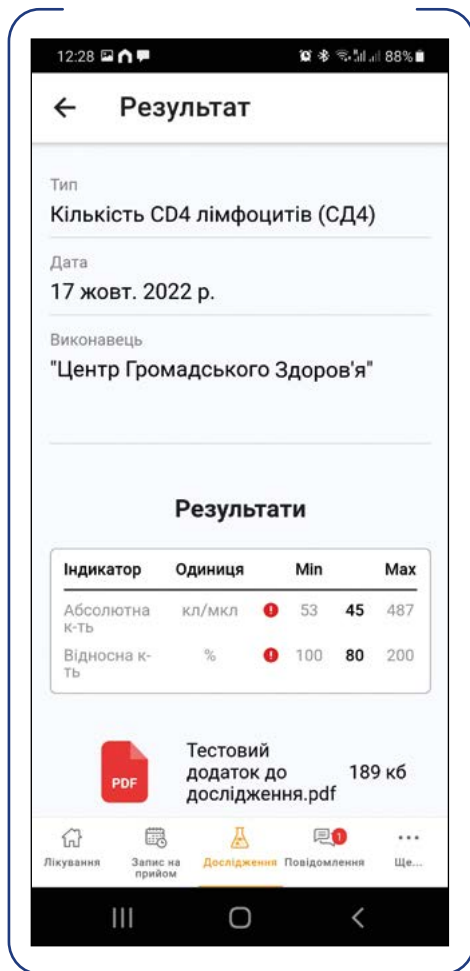 12:28 88%
Результат
Тип
Кількість CD4 лімфоцитів (СД4)
Дата
17 жовт. 2022 р.
Виконавець
"Центр Громадського Здоров'я"
Результати
Індикатор Одиниця Min Max
Абсолютна кл/мкл 53 45 487
к-ть
Відносна к- % 100 80 200
ть
Тестовий
додаток до 189 кб
дослідження.pdf
PDF
1
Лікування Запис на Дослідження Повідомлення Ще...
прийом